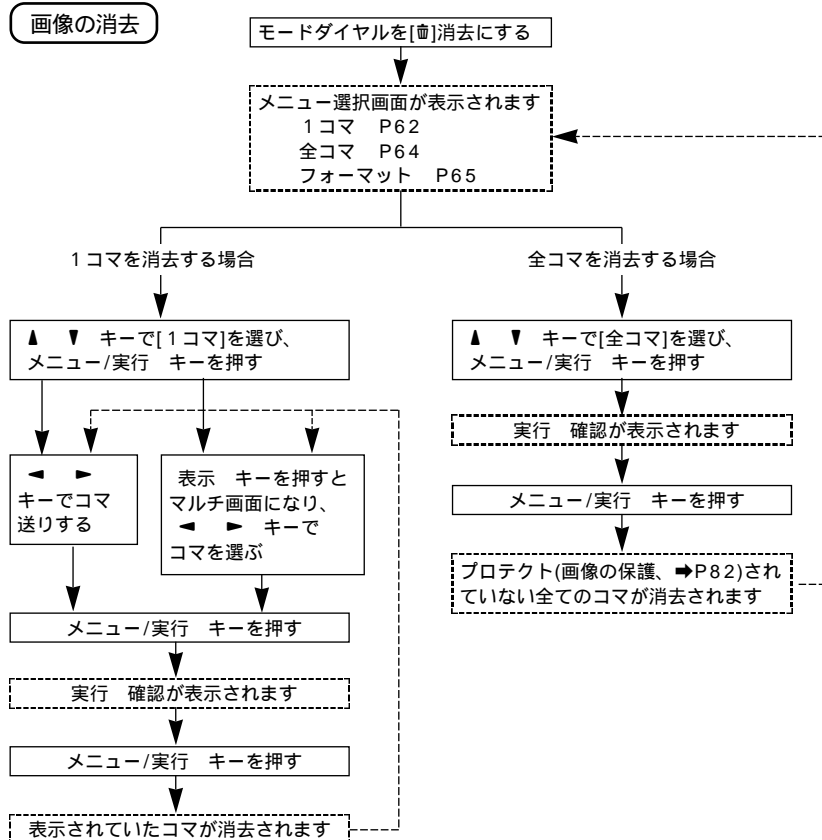 画像の消去
モードダイヤルを[🗑]消去にする
メニュー選択画面が表示されます
1コマ P62
全コマ P64
フォーマット P65
1コマを消去する場合
全コマを消去する場合
▲ ▼ キーで[1コマ]を選び、
メニュー/実行 キーを押す
◀ ▶
キーでコマ
送りする
表示 キーを押すと
マルチ画面になり、
◀ ▶ キーで
コマを選ぶ
メニュー/実行 キーを押す
実行 確認が表示されます
メニュー/実行 キーを押す
表示されていたコマが消去されます
▲ ▼ キーで[全コマ]を選び、
メニュー/実行 キーを押す
実行 確認が表示されます
メニュー/実行 キーを押す
プロテクト(画像の保護、➡P82)され
ていない全てのコマが消去されます